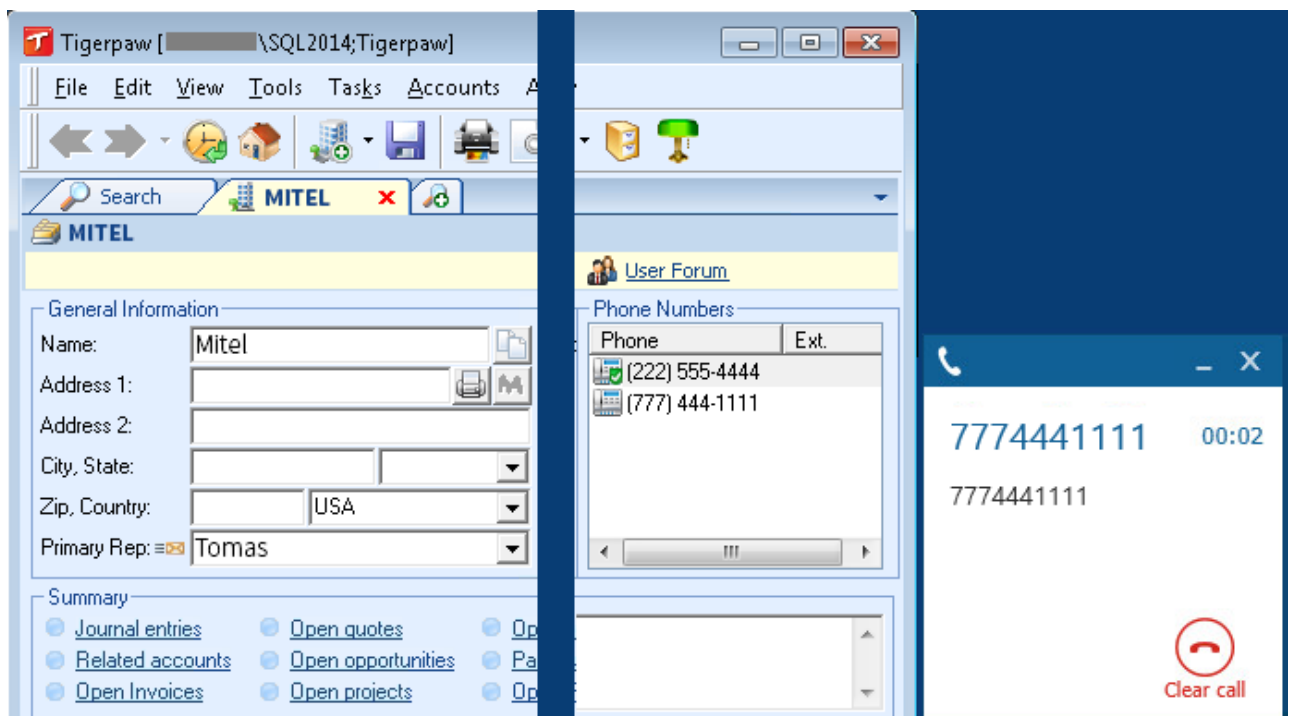 Tigerpaw [ \SQL2014;Tigerpaw]
File Edit View Tools Tasks Accounts
Search MITEL
MITEL
User Forum
General Information
Name: Mitel
Address 1:
Address 2:
City, State:
Zip, Country: USA
Primary Rep: Tomas
Phone Numbers
Phone Ext.
(222) 555-4444
(777) 444-1111
Summary
Journal entries Open quotes Op
Related accounts Open opportunities Pa
Open Invoices Open projects Op
7774441111 00:02
7774441111
Clear call